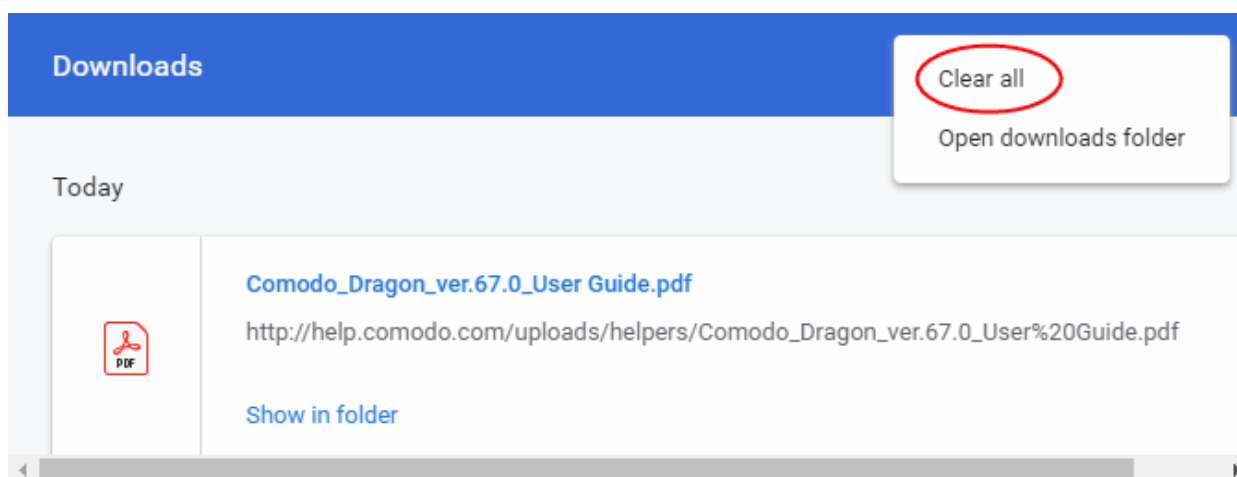 Downloads
Clear all
Open downloads folder
Today
Comodo_Dragon_ver.67.0_User Guide.pdf
http://help.comodo.com/uploads/helpers/Comodo_Dragon_ver.67.0_User%20Guide.pdf
PDF
Show in folder